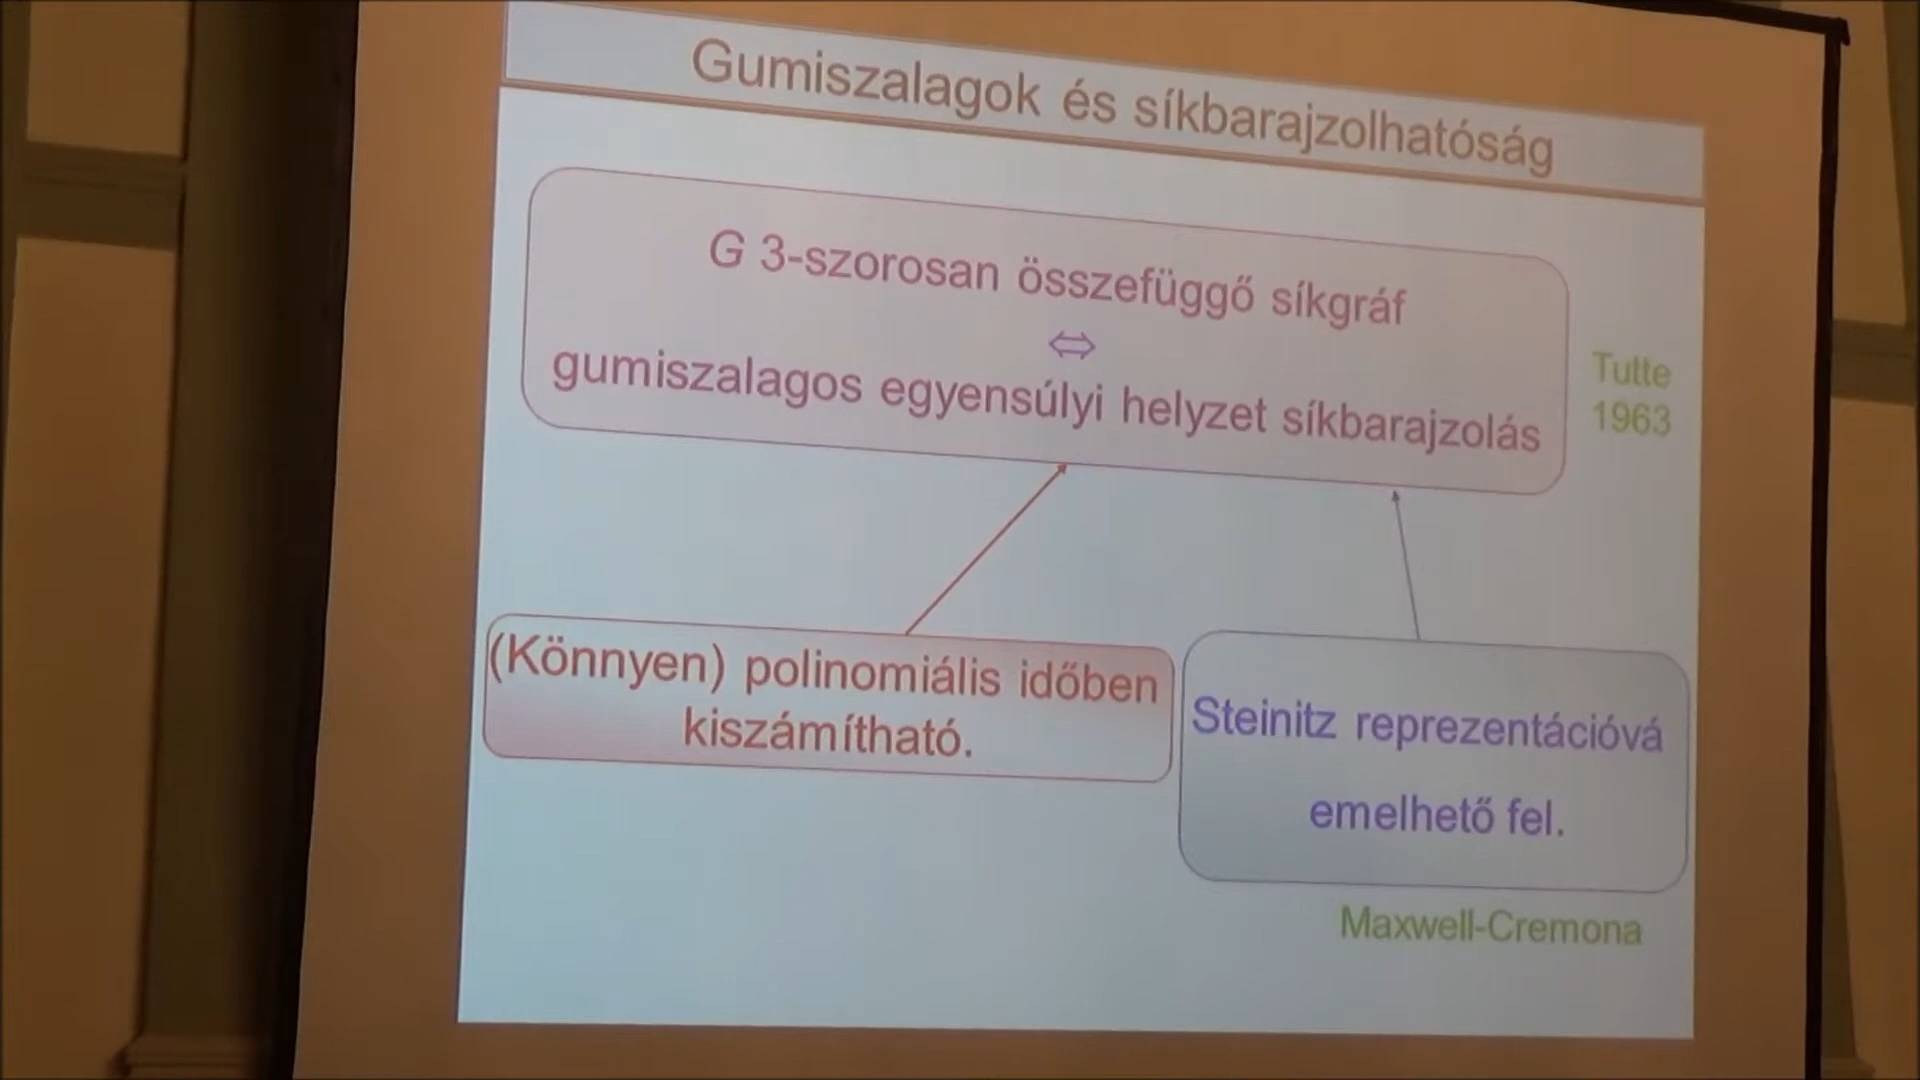 Gumiszalagok és síkbarajzolhatóság
G 3-szorosan összefüggő síkgráf
⇔
gumiszalagos egyensúlyi helyzet síkbarajzolás
Tutte
1963
(Könnyen) polinomiális időben
kiszámítható.
Steinitz reprezentációvá
emelhető fel.
Maxwell-Cremona